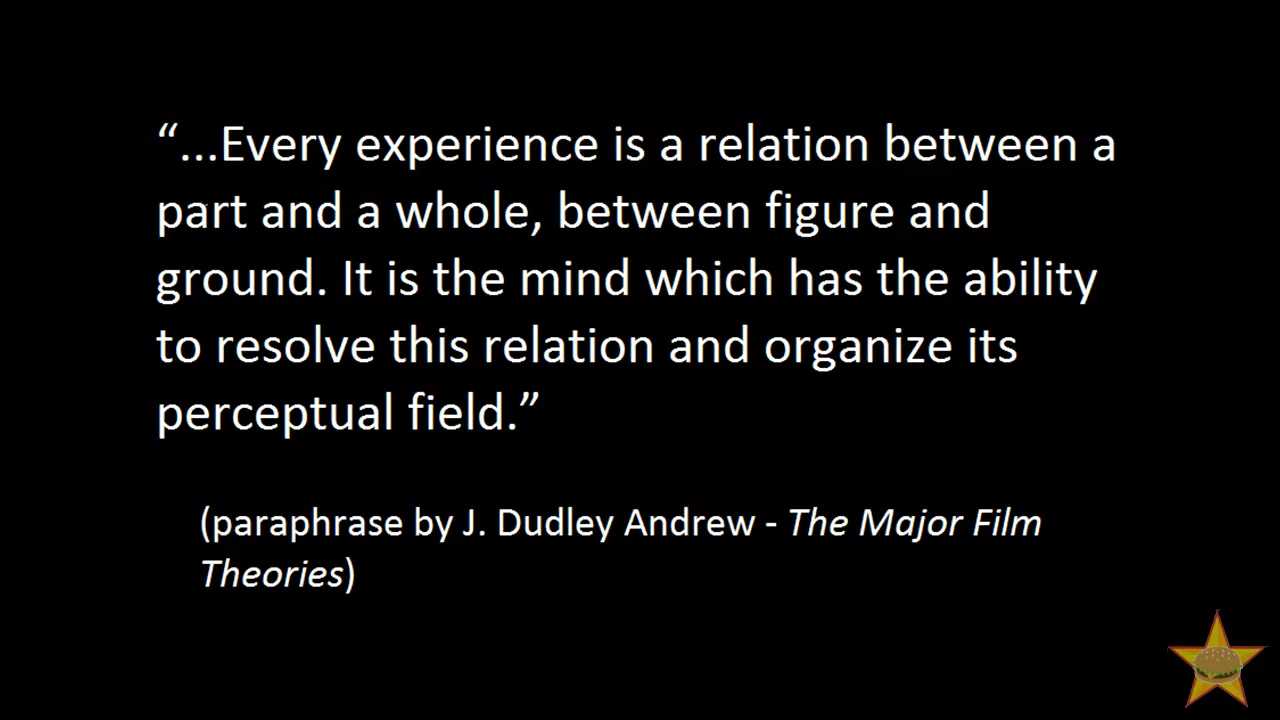 “...Every experience is a relation between a
part and a whole, between figure and
ground. It is the mind which has the ability
to resolve this relation and organize its
perceptual field.”
(paraphrase by J. Dudley Andrew - The Major Film
Theories)